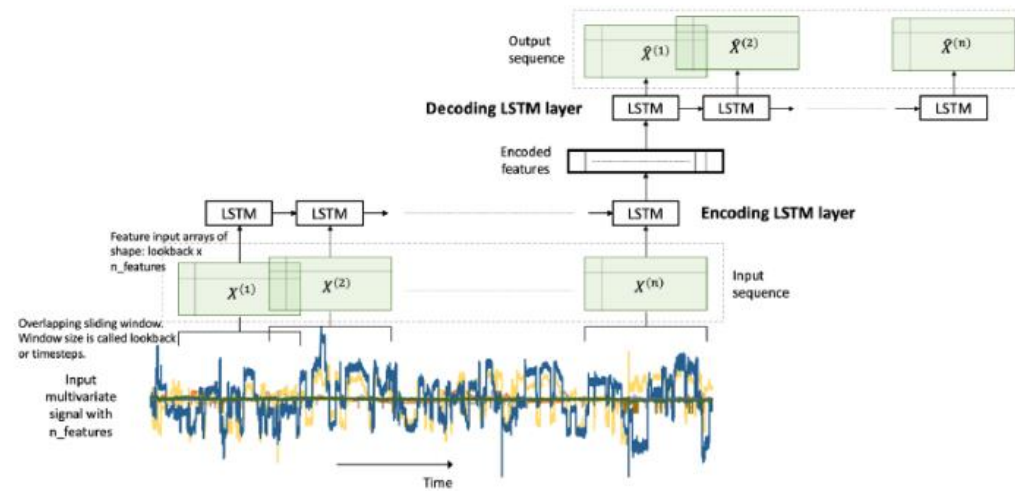 Output
sequence
X̂⁽¹⁾
X̂⁽²⁾
X̂⁽ⁿ⁾
Decoding LSTM layer
LSTM
LSTM
LSTM
Encoded
features
LSTM
LSTM
LSTM
Encoding LSTM layer
Feature input arrays of
shape: lookback x
n_features
X⁽¹⁾
X⁽²⁾
X⁽ⁿ⁾
Input
sequence
Overlapping sliding window.
Window size is called lookback
or timesteps.
Input
multivariate
signal with
n_features
Time